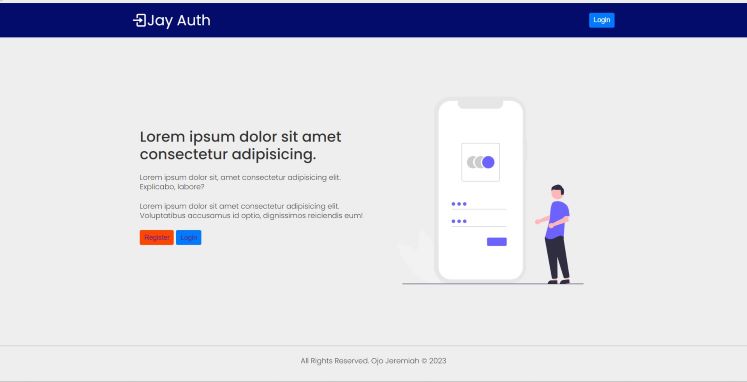 Jay Auth
Login
Lorem ipsum dolor sit amet
consectetur adipisicing.
Lorem ipsum dolor sit, amet consectetur adipisicing elit.
Explicabo, labore?
Lorem ipsum dolor sit amet consectetur adipisicing elit.
Voluptatibus accusamus id optio, dignissimos reiciendis eum!
Register Login
All Rights Reserved. Ojo Jeremiah © 2023